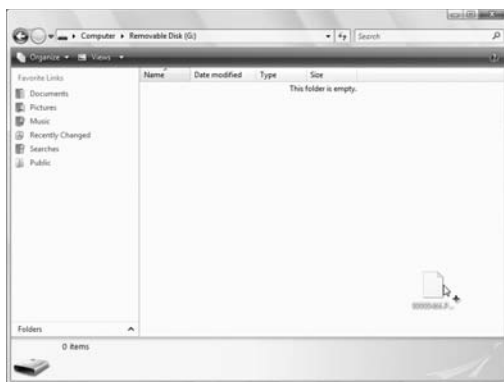 Computer ▸ Removable Disk (G:)
Search
Organize
Views
Favorite Links
Name Date modified Type Size
This folder is empty.
Documents
Pictures
Music
Recently Changed
Searches
Public
Folders
0 items